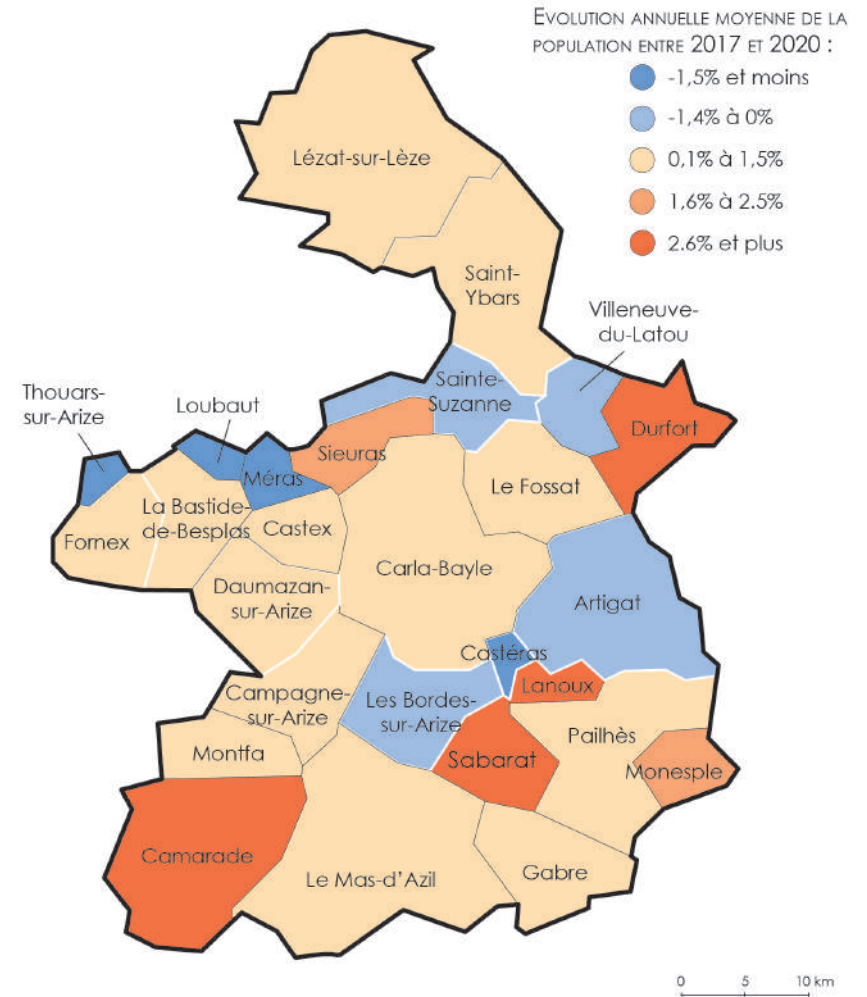 EVOLUTION ANNUELLE MOYENNE DE LA
POPULATION ENTRE 2017 ET 2020 :
-1,5% et moins
-1,4% à 0%
0,1% à 1,5%
1,6% à 2.5%
2.6% et plus
Lézat-sur-Lèze
Saint-
Ybars
Villeneuve-
du-Latou
Sainte-
Suzanne
Thouars-
sur-Arize
Loubaut
Durfort
Sieuras
Méras
Le Fossat
La Bastide-
de-Besplas
Castex
Fornex
Carla-Bayle
Daumazan-
sur-Arize
Artigat
Castéras
Lanoux
Campagne-
sur-Arize
Les Bordes-
sur-Arize
Pailhès
Montfa
Sabarat
Monesple
Camarade
Le Mas-d'Azil
Gabre
0 5 10 km